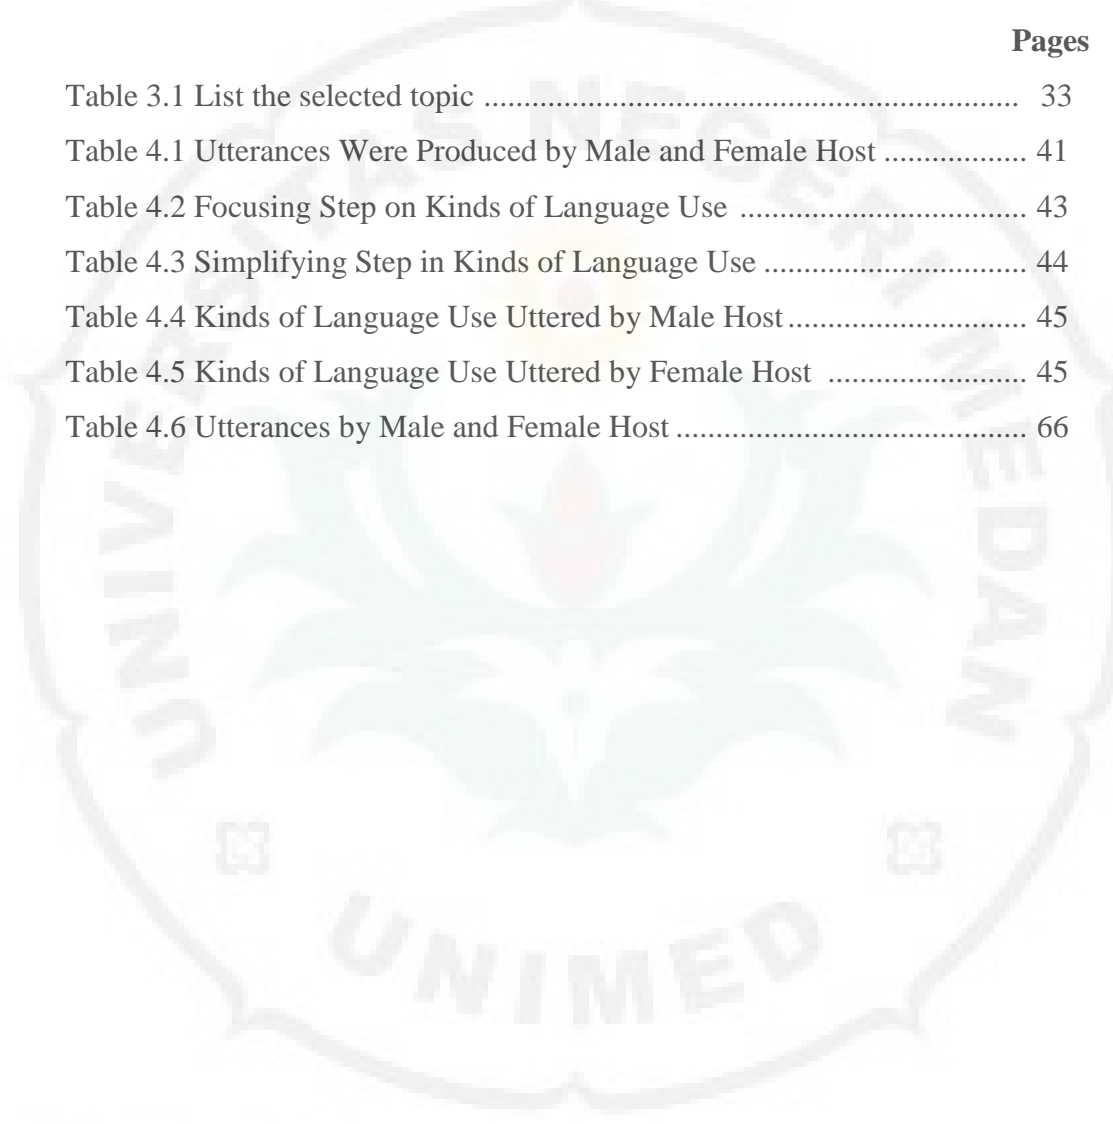 Pages
Table 3.1 List the selected topic ................................................................... 33
Table 4.1 Utterances Were Produced by Male and Female Host .................. 41
Table 4.2 Focusing Step on Kinds of Language Use .................................... 43
Table 4.3 Simplifying Step in Kinds of Language Use ................................. 44
Table 4.4 Kinds of Language Use Uttered by Male Host .............................. 45
Table 4.5 Kinds of Language Use Uttered by Female Host ......................... 45
Table 4.6 Utterances by Male and Female Host ............................................ 66
UNIVERSITAS NEGERI MEDAN
UNIMED